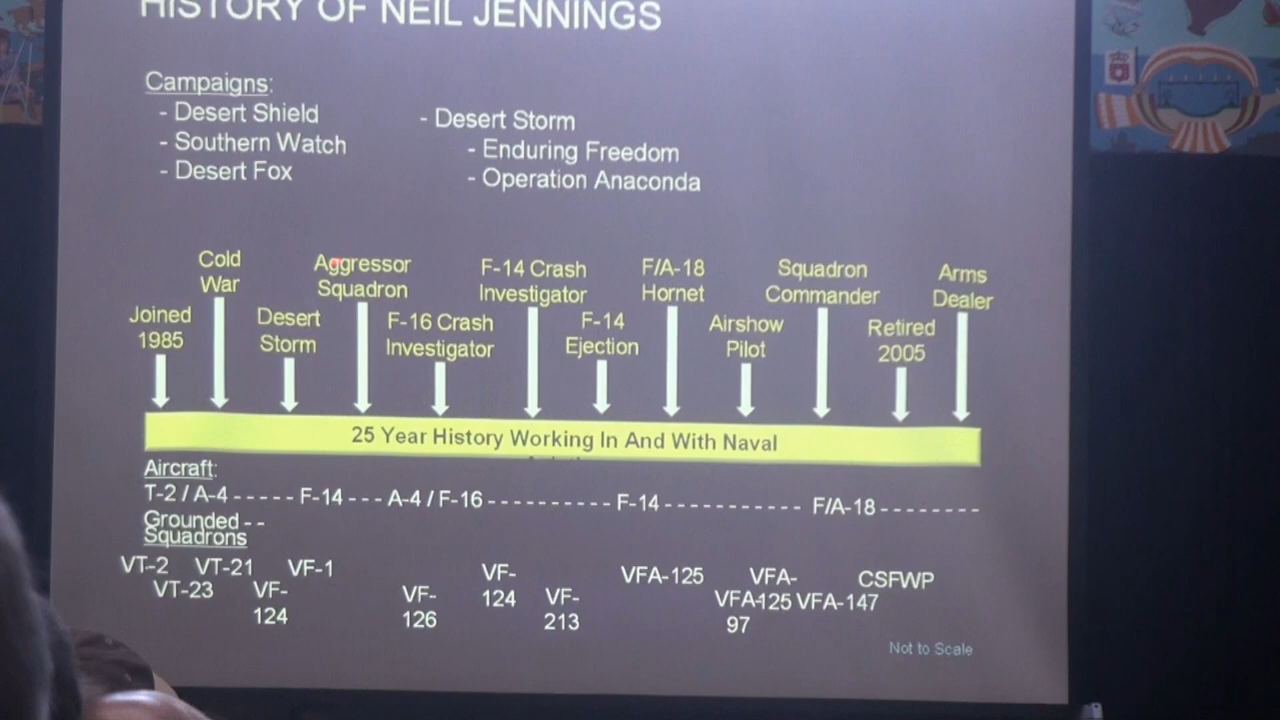 HISTORY OF NEIL JENNINGS
Campaigns:
- Desert Shield
- Desert Storm
- Southern Watch
- Enduring Freedom
- Desert Fox
- Operation Anaconda
Joined
1985
Cold
War
Desert
Storm
Aggressor
Squadron
F-16 Crash
Investigator
F-14 Crash
Investigator
F-14
Ejection
F/A-18
Hornet
Airshow
Pilot
Squadron
Commander
Retired
2005
Arms
Dealer
25 Year History Working In And With Naval
Aircraft:
T-2 / A-4 - - - - - F-14 - - - A-4 / F-16 - - - - - - - - - - F-14 - - - - - - - - - - - F/A-18 - - - - - - - -
Grounded - -
Squadrons
VT-2
VT-23
VT-21
VF-
124
VF-1
VF-
126
VF-
124
VF-
213
VFA-125
VFA-
97
VFA-
125
VFA-147
CSFWP
Not to Scale